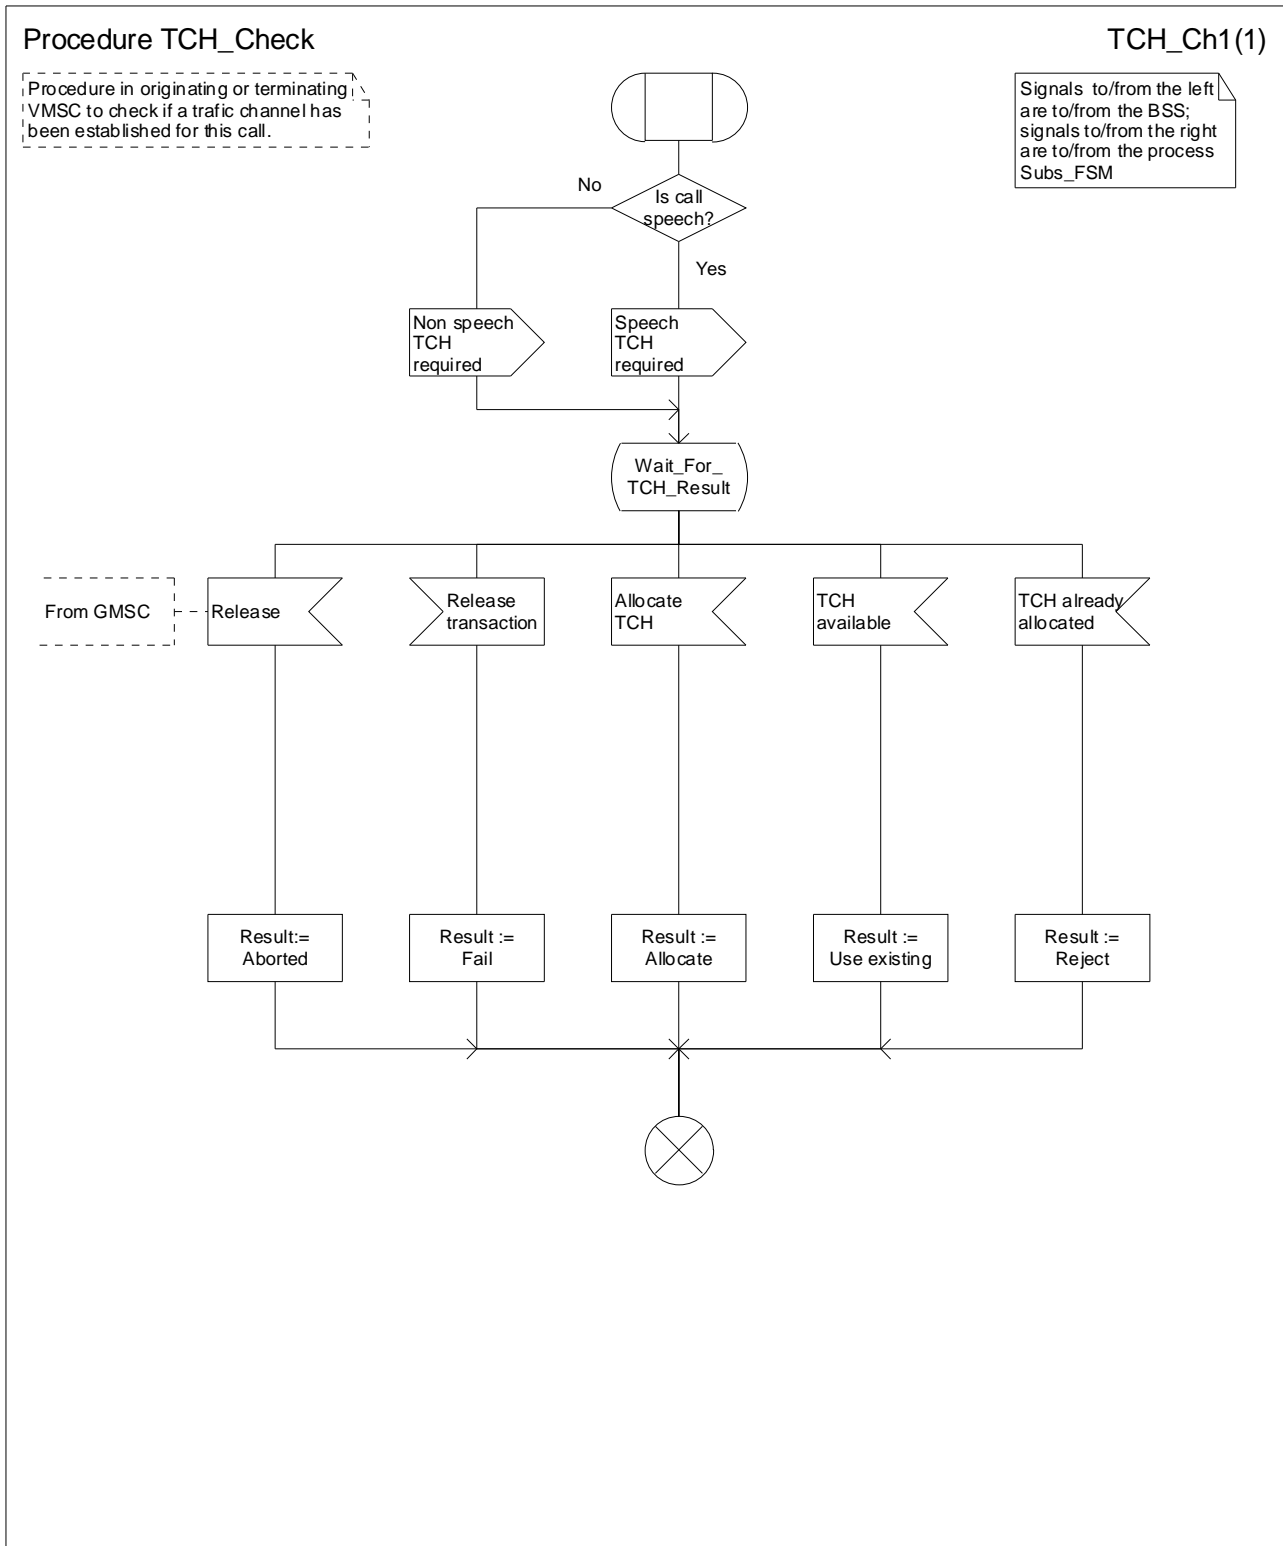 Procedure TCH_Check
TCH_Ch1(1)
Procedure in originating or terminating
VMSC to check if a trafic channel has
been established for this call.
Signals to/from the left
are to/from the BSS;
signals to/from the right
are to/from the process
Subs_FSM
No
Is call
speech?
Yes
Non speech
TCH
required
Speech
TCH
required
Wait_For_
TCH_Result
From GMSC
Release
Release
transaction
Allocate
TCH
TCH
available
TCH already
allocated
Result:=
Aborted
Result :=
Fail
Result :=
Allocate
Result :=
Use existing
Result :=
Reject